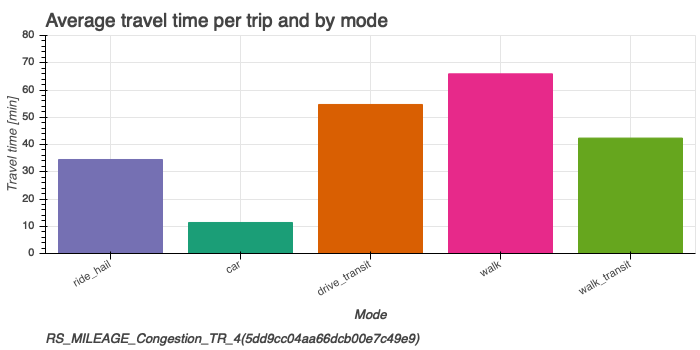 Average travel time per trip and by mode
80
70
60
50
40
30
20
10
0
Travel time [min]
ride_hail
car
drive_transit
walk
walk_transit
Mode
RS_MILEAGE_Congestion_TR_4(5dd9cc04aa66dcb00e7c49e9)